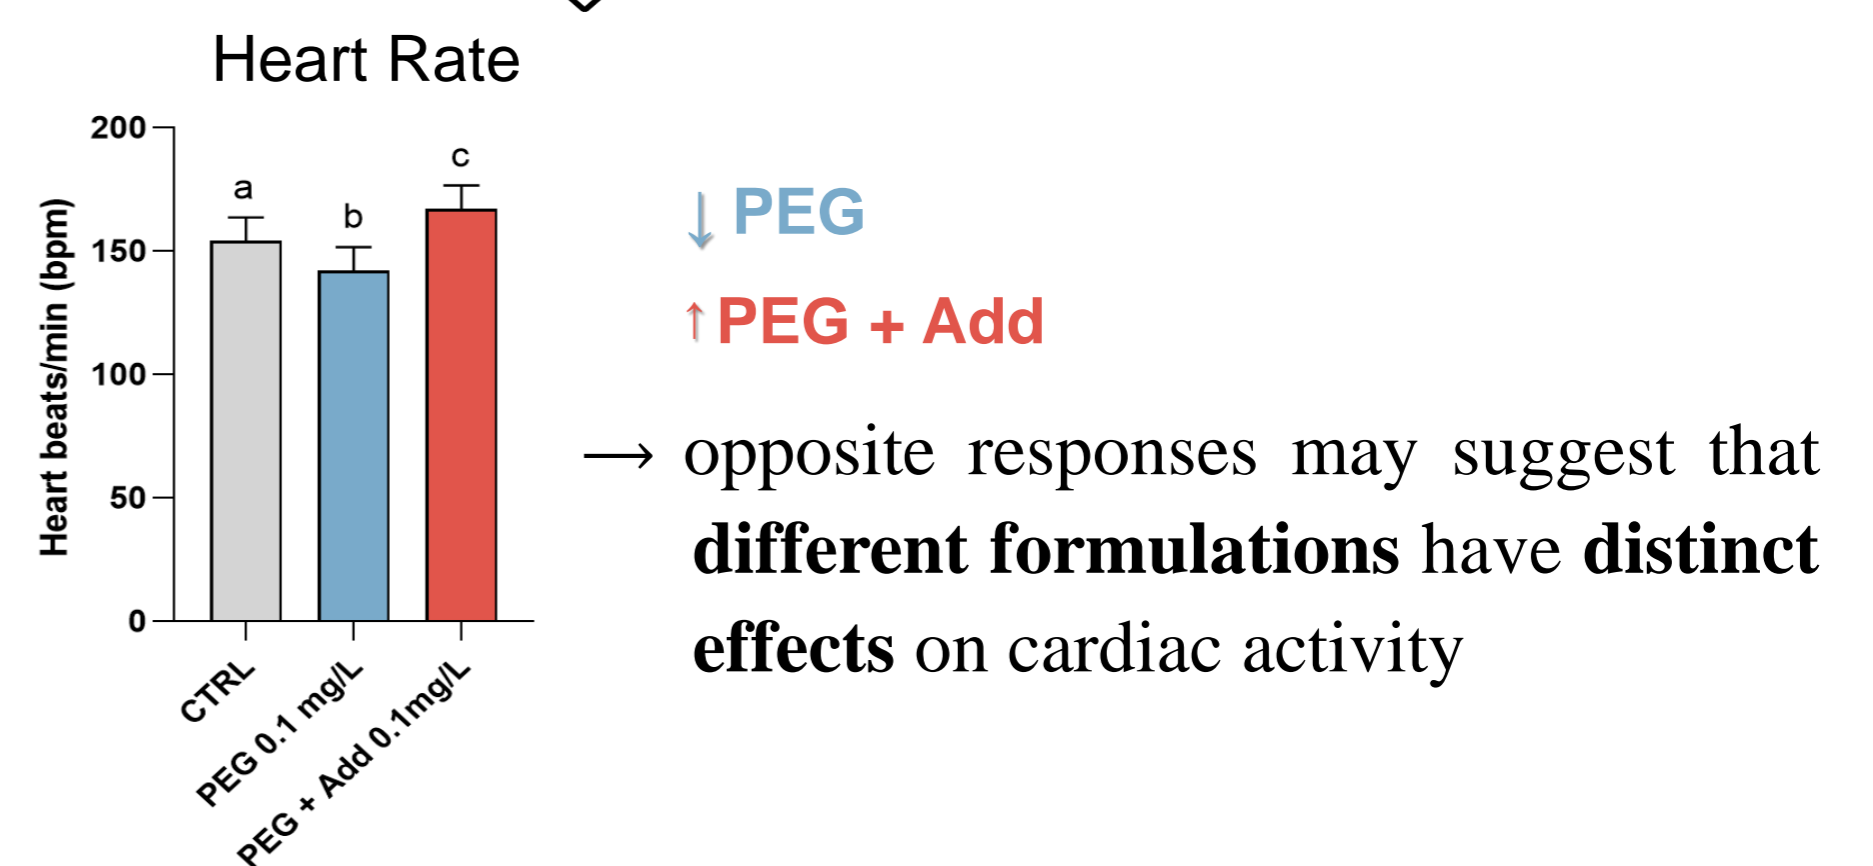 Heart Rate
200
150
100
50
0
Heart beats/min (bpm)
a
b
c
CTRL
PEG 0.1 mg/L
PEG + Add 0.1mg/L
↓ PEG
↑ PEG + Add
→ opposite responses may suggest that
different formulations have distinct
effects on cardiac activity